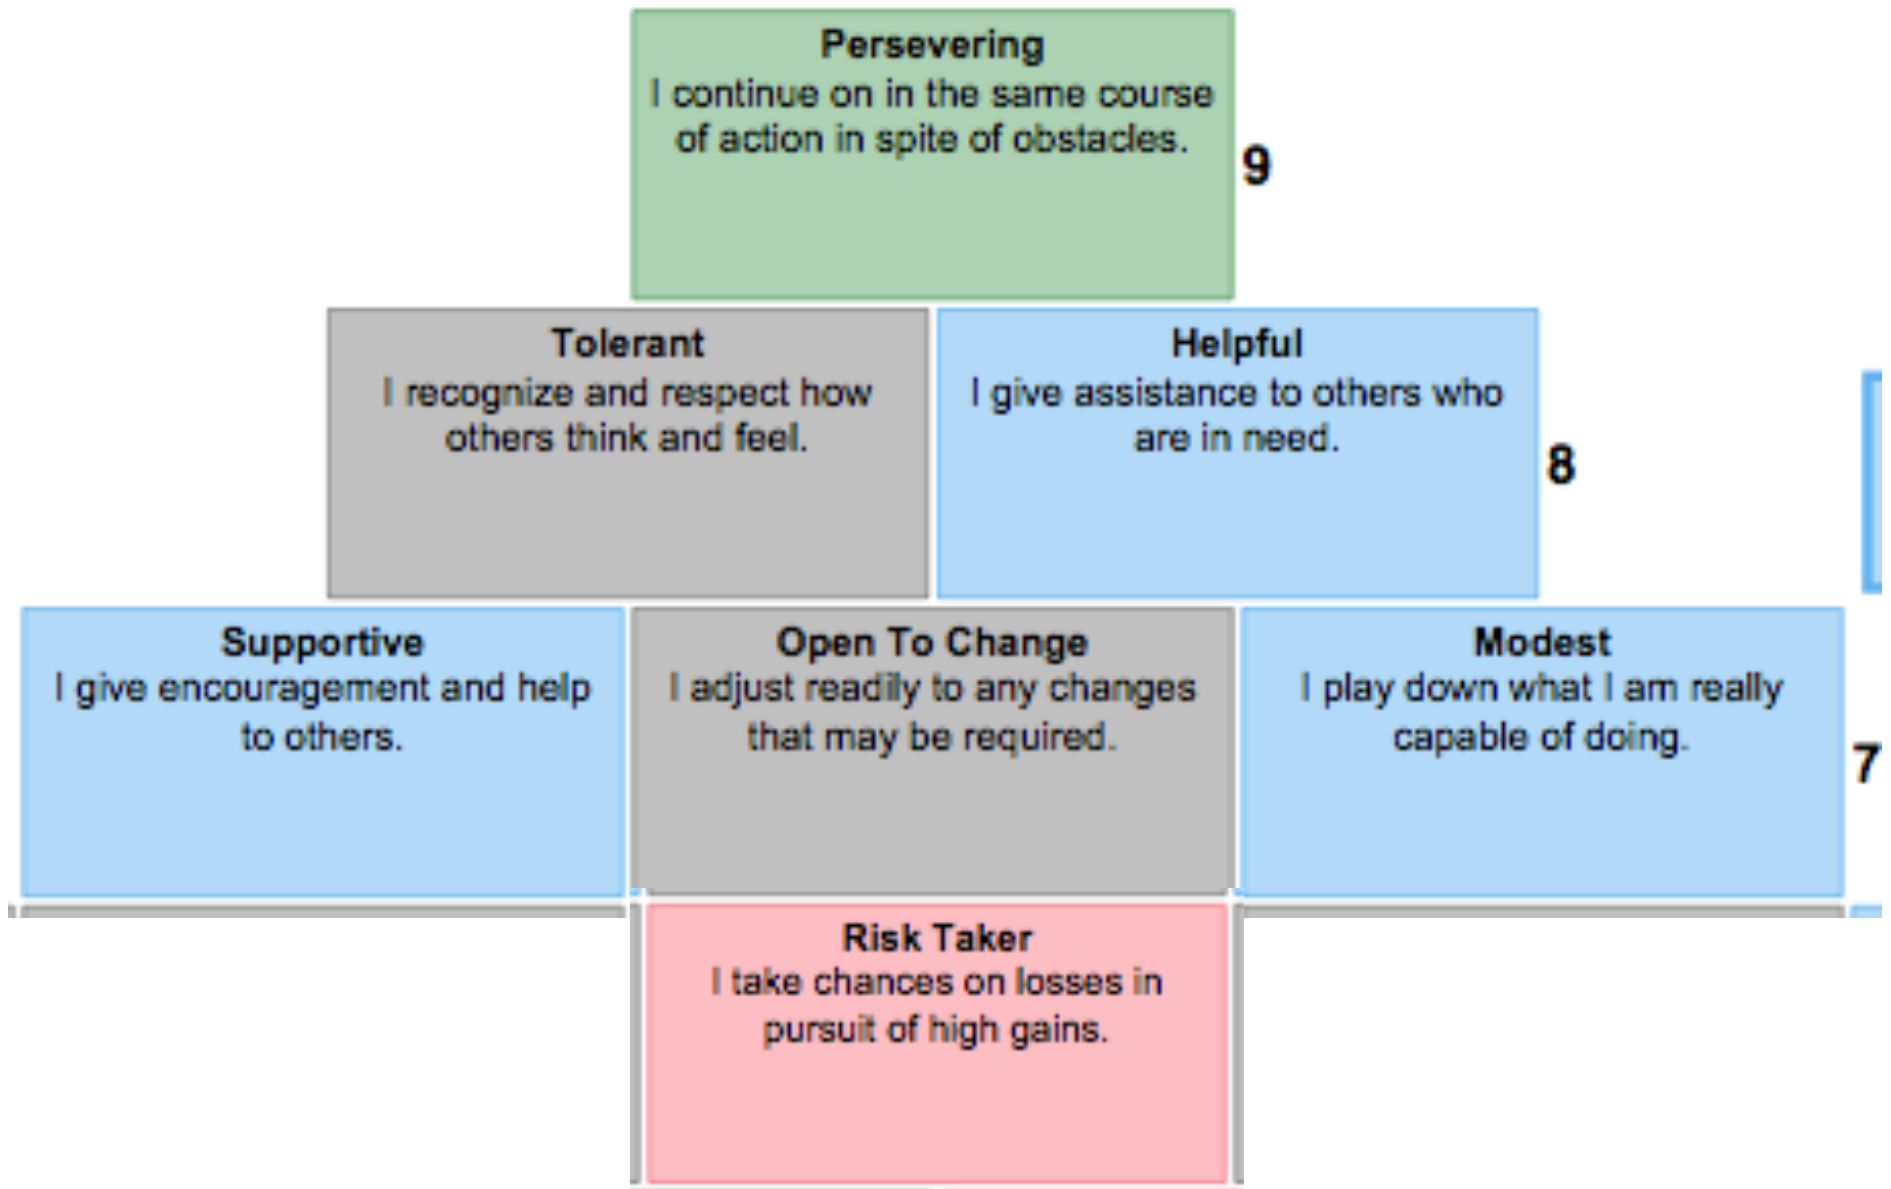 Persevering
I continue on in the same course
of action in spite of obstacles.
9
Tolerant
I recognize and respect how
others think and feel.
Helpful
I give assistance to others who
are in need.
8
Supportive
I give encouragement and help
to others.
Open To Change
I adjust readily to any changes
that may be required.
Modest
I play down what I am really
capable of doing.
7
Risk Taker
I take chances on losses in
pursuit of high gains.